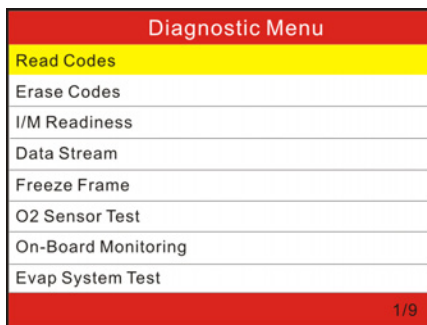 Diagnostic Menu
Read Codes
Erase Codes
I/M Readiness
Data Stream
Freeze Frame
O2 Sensor Test
On-Board Monitoring
Evap System Test
1/9